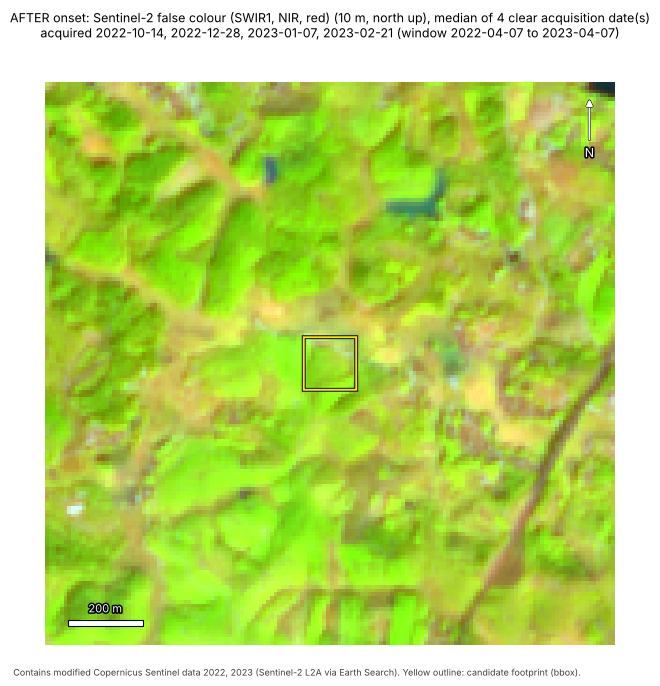 AFTER onset: Sentinel-2 false colour (SWIR1, NIR, red) (10 m, north up), median of 4 clear acquisition date(s)
acquired 2022-10-14, 2022-12-28, 2023-01-07, 2023-02-21 (window 2022-04-07 to 2023-04-07)
N
200 m
Contains modified Copernicus Sentinel data 2022, 2023 (Sentinel-2 L2A via Earth Search). Yellow outline: candidate footprint (bbox).